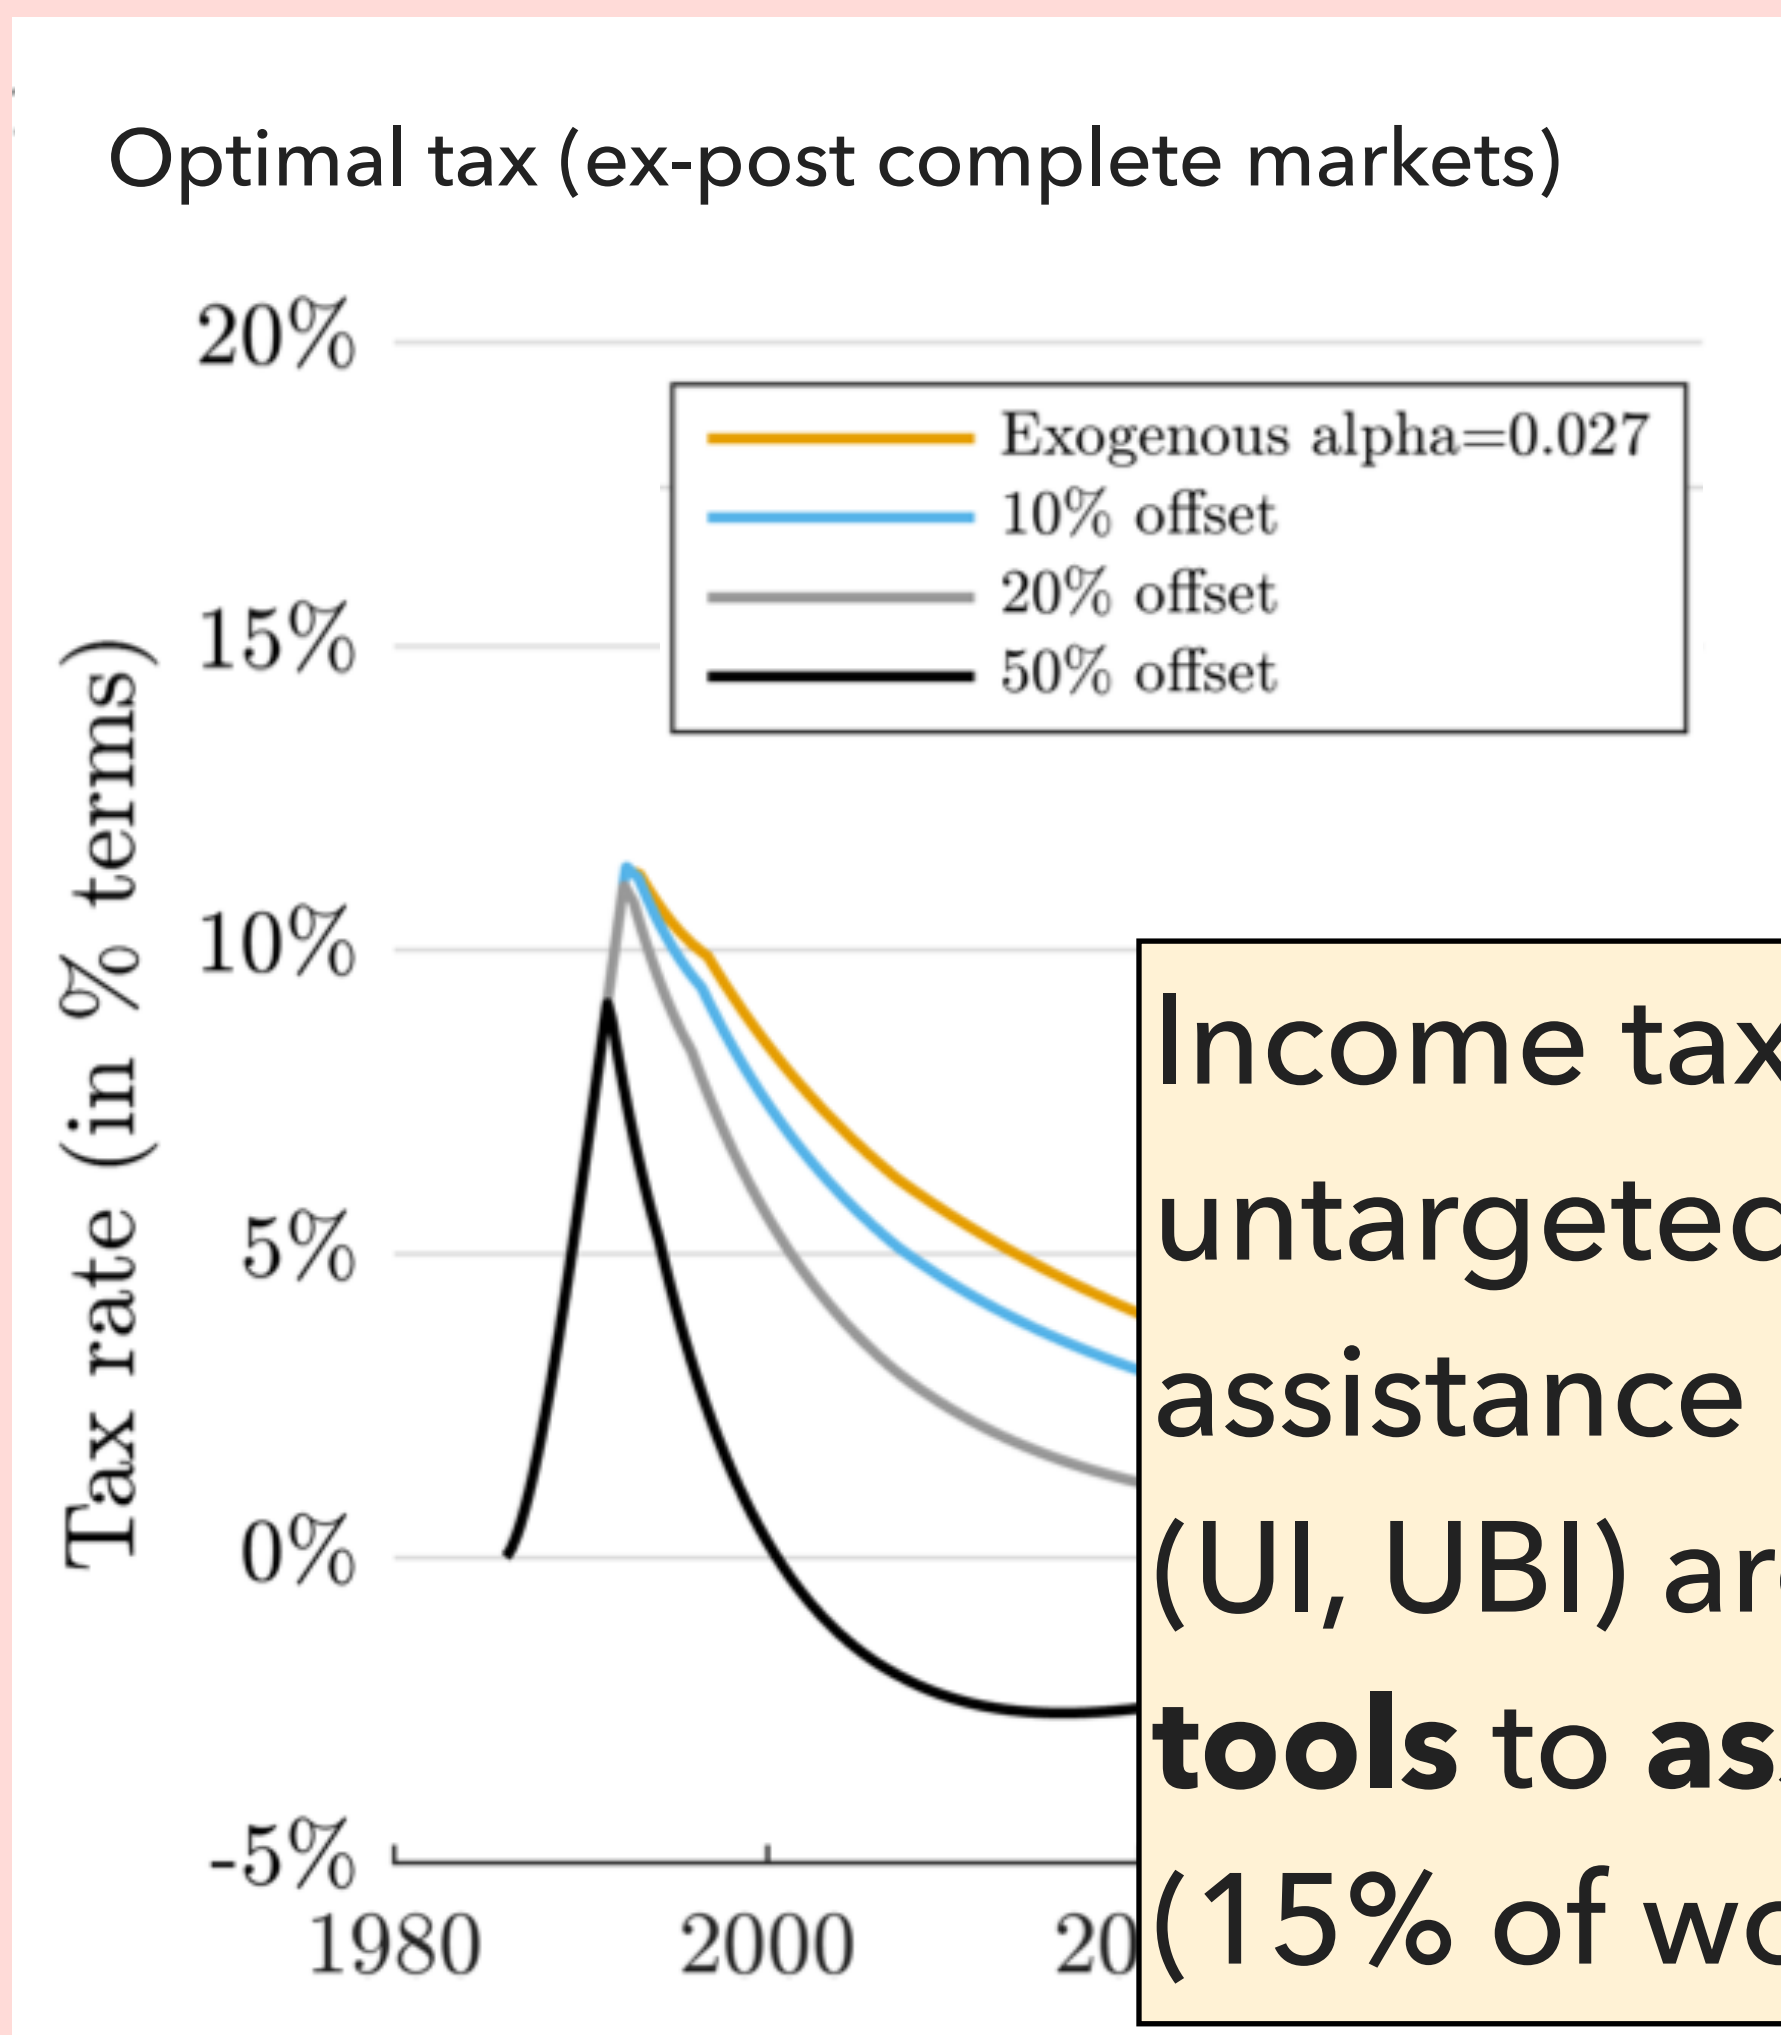 Optimal tax (ex-post complete markets)
20%
Exogenous alpha=0.027
10% offset
20% offset
50% offset
15%
10%
5%
0%
-5%
Tax rate (in % terms)
1980
2000
Income tax
untargeted
assistance
(UI, UBI)
tools to
(15% of